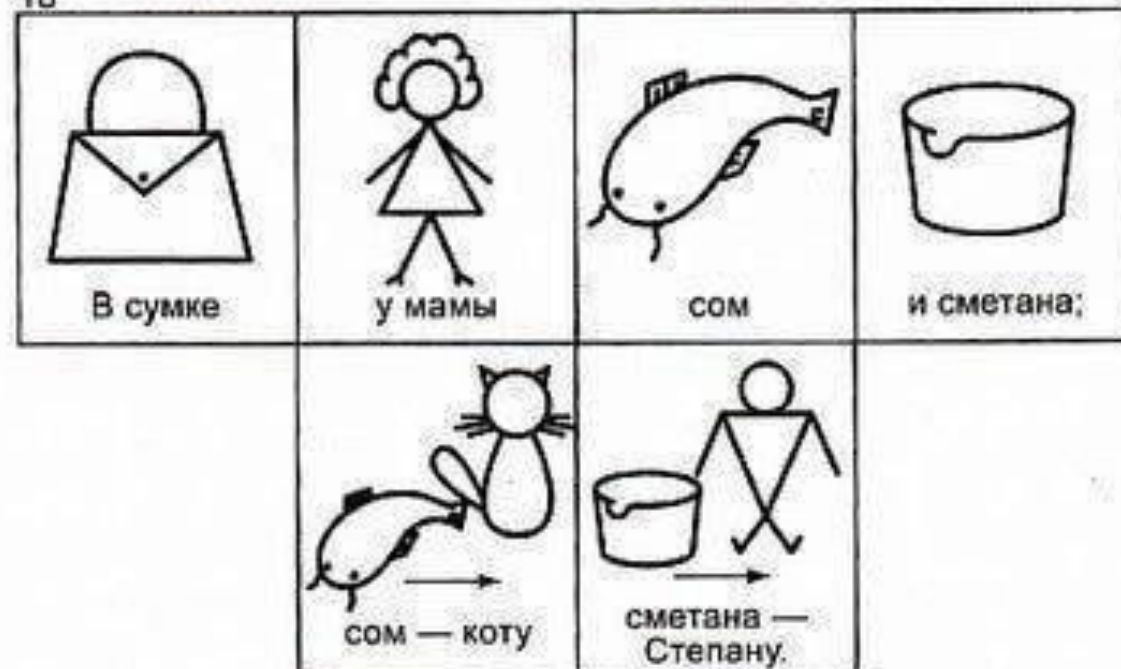 В сумке
у мамы
сом
и сметана;
сом — коту
сметана —
Степану.